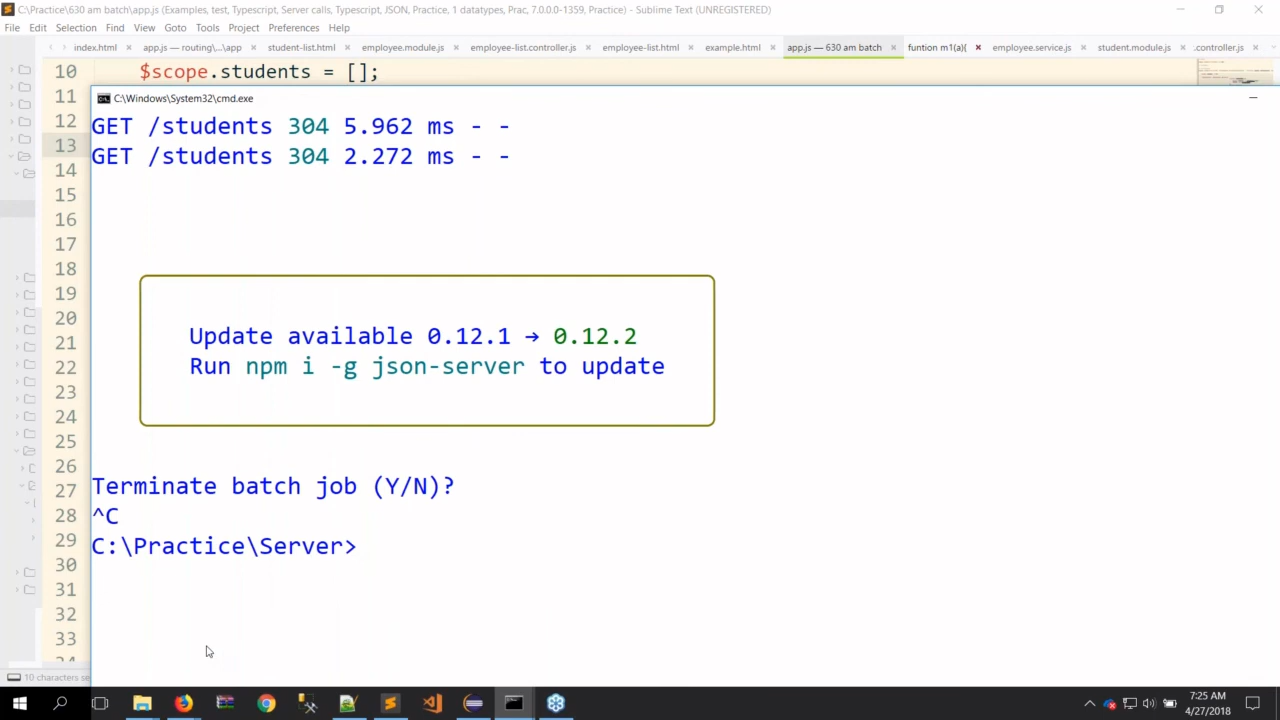 C:\Practice\630 am batch\app.js (Examples, test, Typescript, Server calls, Typescript, JSON, Practice, 1 datatypes, Prac, 7.0.0.0-1359, Practice) - Sublime Text (UNREGISTERED)
File Edit Selection Find View Goto Tools Project Preferences Help
index.html app.js — routing\...\app student-list.html employee.module.js employee-list.controller.js employee-list.html example.html app.js — 630 am batch funtion m1(a){ employee.service.js student.module.js .controller.js
10 $scope.students = [];
11
C:\Windows\System32\cmd.exe
12
GET /students 304 5.962 ms - -
13
GET /students 304 2.272 ms - -
14
15
16
17
18
19
20
21
Update available 0.12.1 → 0.12.2
22
Run npm i -g json-server to update
23
24
25
26
27
Terminate batch job (Y/N)?
28
^C
29
C:\Practice\Server>
30
31
32
33
34
10 characters se
7:25 AM
4/27/2018